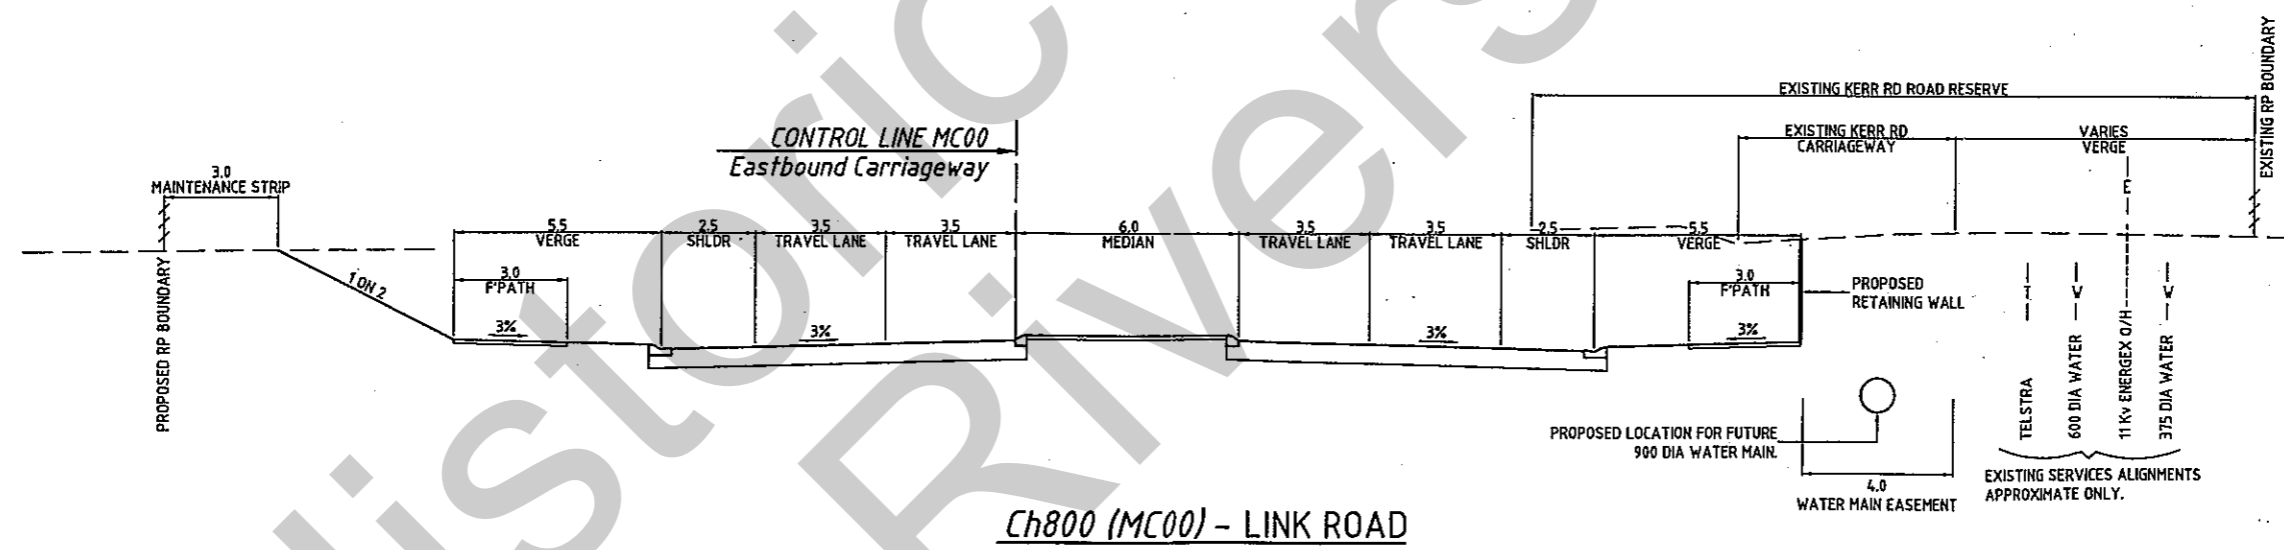 EXISTING RP BOUNDARY
EXISTING KERR RD ROAD RESERVE
CONTROL LINE MC00
Eastbound Carriageway
EXISTING KERR RD
CARRIAGEWAY
VARIES
VERGE
3.0
MAINTENANCE STRIP
E
5.5
VERGE
2.5
SHLDR
3.5
TRAVEL LANE
3.5
TRAVEL LANE
6.0
MEDIAN
3.5
TRAVEL LANE
3.5
TRAVEL LANE
2.5
SHLDR
5.5
VERGE
PROPOSED RP BOUNDARY
1 ON 2
3.0
F'PATH
3%
3%
3%
3.0
F'PATH
3%
PROPOSED
RETAINING WALL
T
W
W
TELSTRA
600 DIA WATER
11 Kv ENERGEX O/H
375 DIA WATER
PROPOSED LOCATION FOR FUTURE
900 DIA WATER MAIN.
4.0
WATER MAIN EASEMENT
EXISTING SERVICES ALIGNMENTS
APPROXIMATE ONLY.
Ch800 (MC00) - LINK ROAD
Historic
Rivers